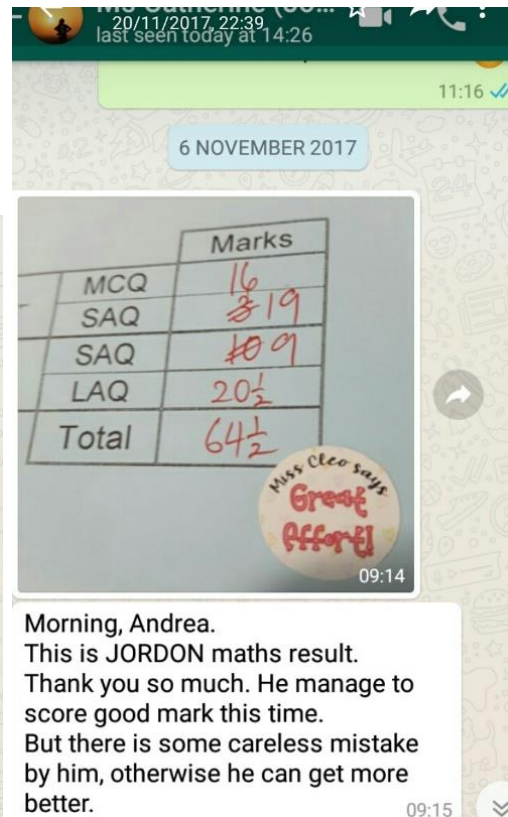 20/11/2017, 22:39
last seen today at 14:26
11:16
6 NOVEMBER 2017
Marks
MCQ 16
SAQ 19
SAQ 9
LAQ 20½
Total 64½
Miss Cleo says
Great
Effort!
09:14
Morning, Andrea.
This is JORDON maths result.
Thank you so much. He manage to
score good mark this time.
But there is some careless mistake
by him, otherwise he can get more
better.
09:15